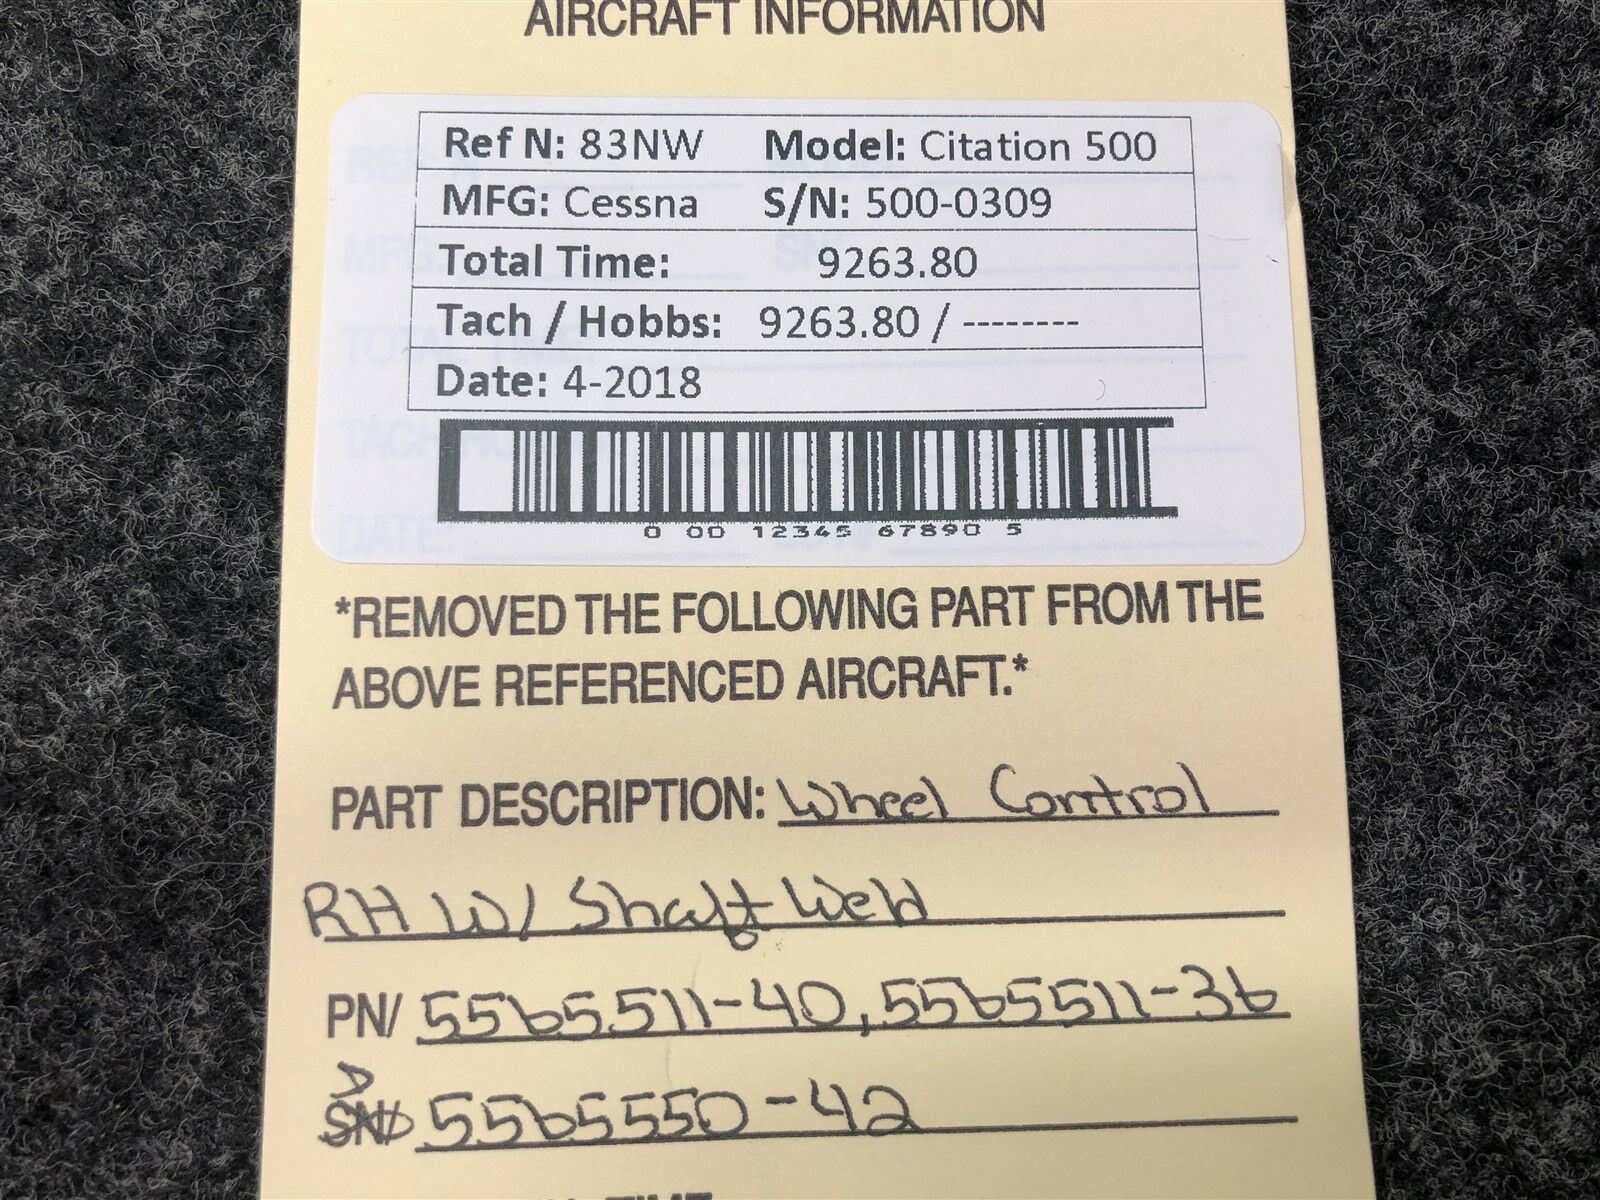 AIRCRAFT INFORMATION
Ref N: 83NW Model: Citation 500
MFG: Cessna S/N: 500-0309
Total Time: 9263.80
Tach / Hobbs: 9263.80 / --------
Date: 4-2018
0 00 12345 67890 5
*REMOVED THE FOLLOWING PART FROM THE
ABOVE REFERENCED AIRCRAFT.*
PART DESCRIPTION: Wheel Control
RH W/ Shaft Weld
PN/ 5565511-40, 5565511-36
5565550-42